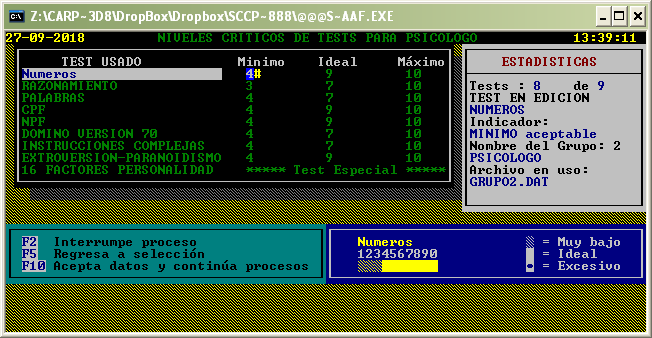 Z:\CARP-3D8\DropBox\Dropbox\SCCP-888\@@@S-AAF.EXE
27-09-2018 NIVELES CRITICOS DE TESTS PARA PSICOLOGO 13:39:11
TEST USADO Minimo Ideal Máximo
Numeros 4# 9 10
RAZONAMIENTO 3 7 10
PALABRAS 4 7 10
CPF 4 9 10
NPF 4 9 10
DOMINO VERSION 70 4 7 10
INSTRUCCIONES COMPLEJAS 4 7 10
EXTROVERSION-PARANOIDISMO 4 9 10
16 FACTORES PERSONALIDAD ***** Test Especial *****
ESTADISTICAS
Tests : 8 de 9
TEST EN EDICION
NUMEROS
Indicador:
MINIMO aceptable
Nombre del Grupo: 2
PSICOLOGO
Archivo en uso:
GRUPO2.DAT
F2 Interrumpe proceso
F5 Regresa a selección
F10 Acepta datos y continúa procesos
Numeros
1234567890
= Muy bajo
= Ideal
= Excesivo